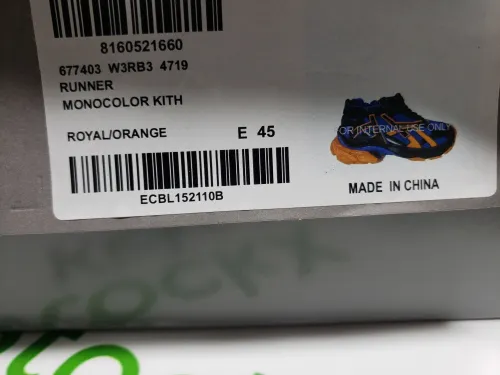 8160521660
677403 W3RB3 4719
RUNNER
MONOCOLOR KITH
ROYAL/ORANGE E 45
FOR INTERNAL USE ONLY
ECBL152110B
MADE IN CHINA